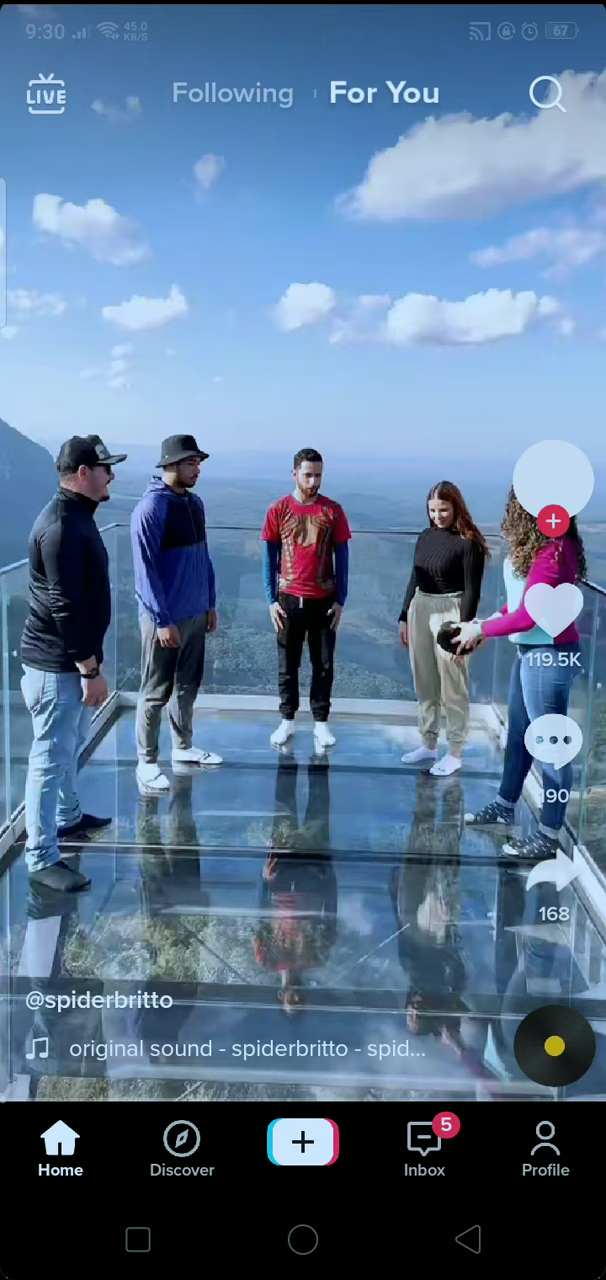 9:30
45.0
KB/S
67
LIVE
Following
For You
119.5K
190
168
@spiderbritto
original sound - spiderbritto - spid...
Home
Discover
5
Inbox
Profile